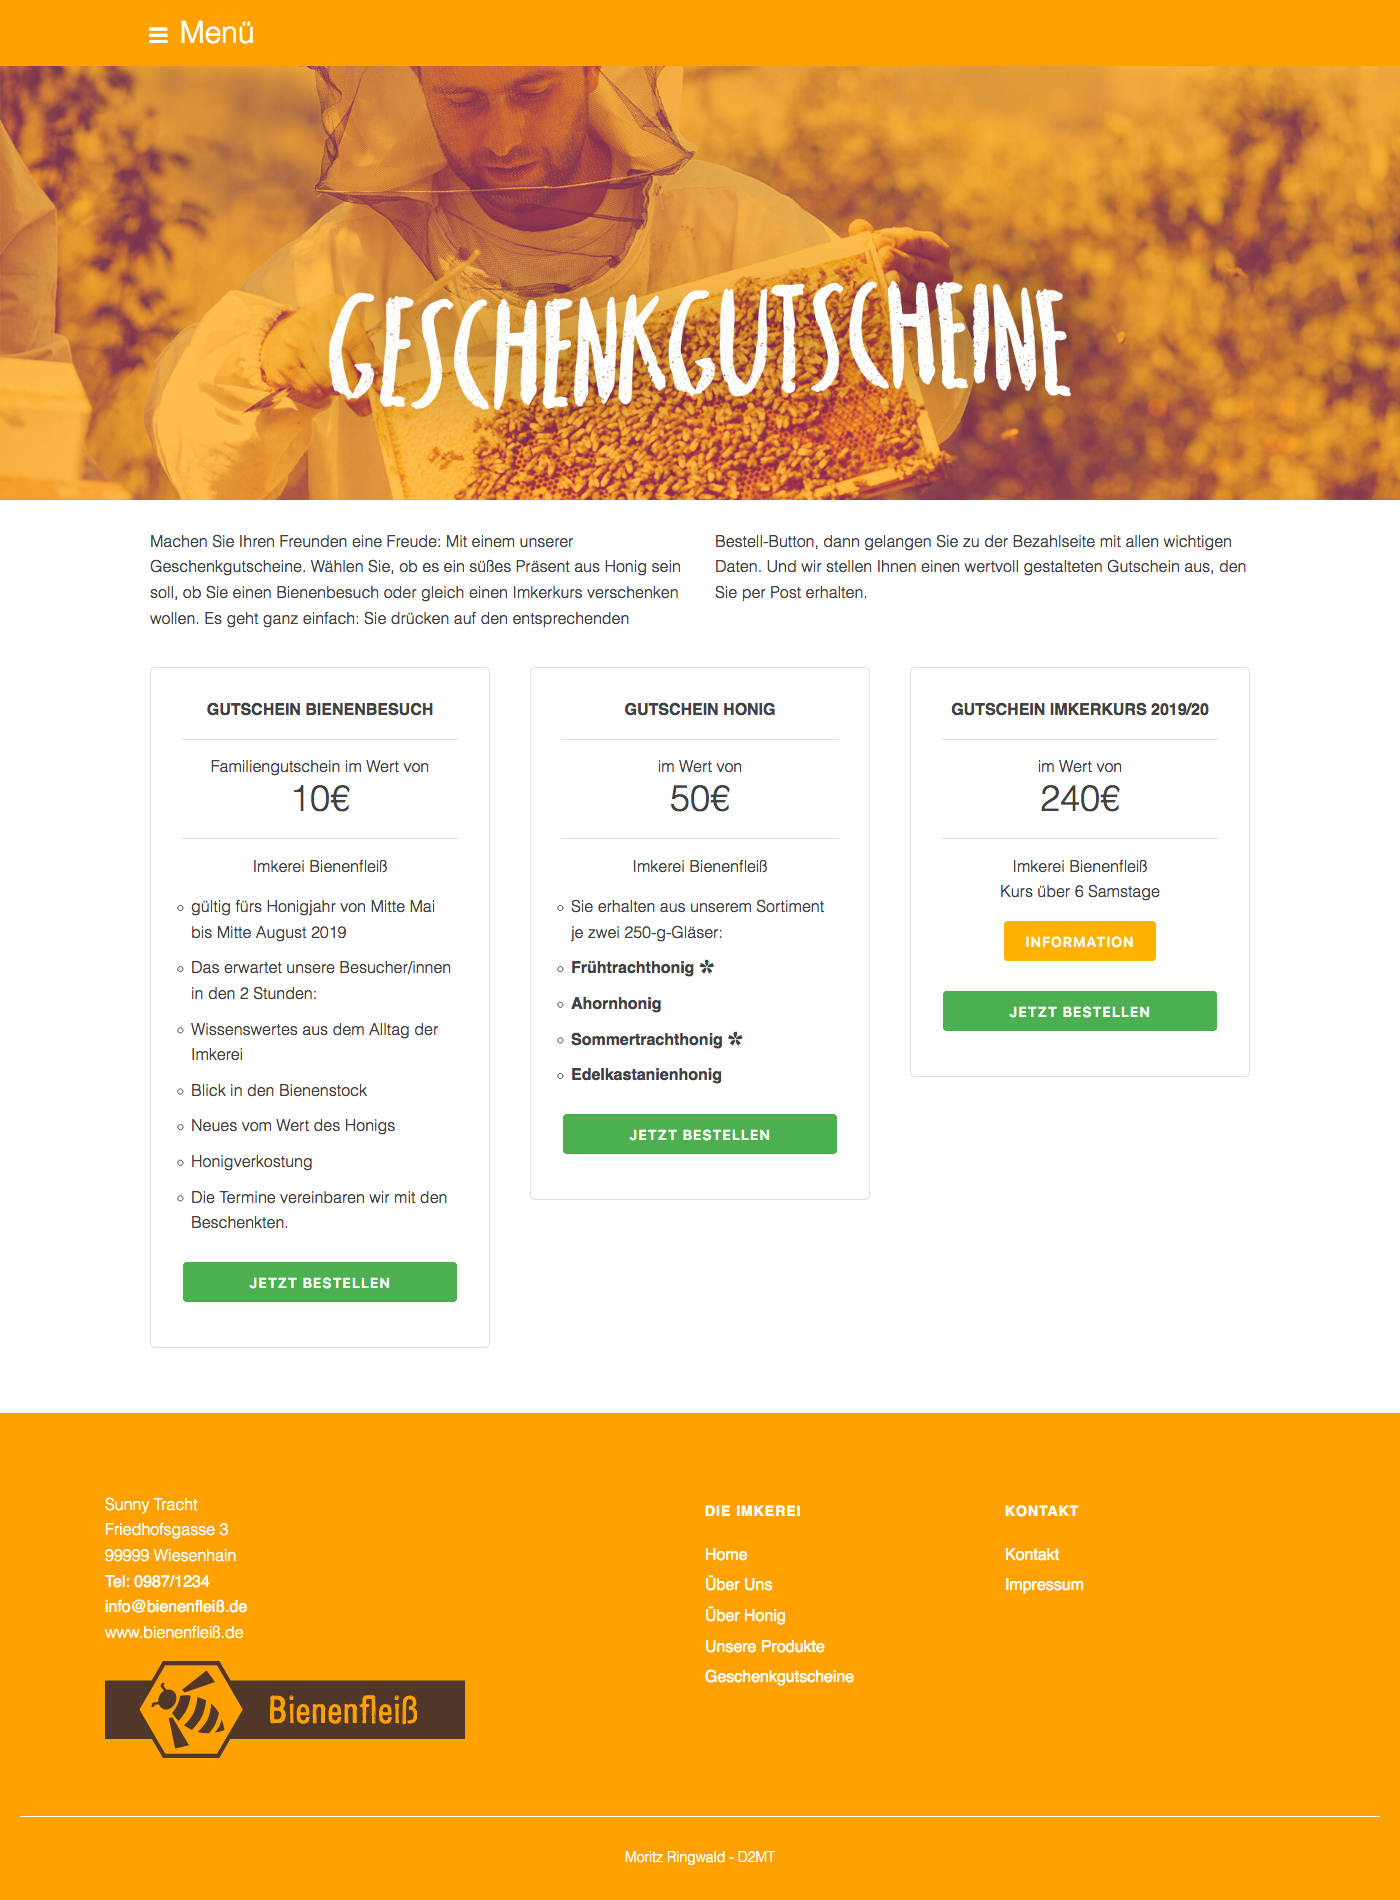 Menü
GESCHENKGUTSCHEINE
Machen Sie Ihren Freunden eine Freude: Mit einem unserer
Geschenkgutscheine. Wählen Sie, ob es ein süßes Präsent aus Honig sein
soll, ob Sie einen Bienenbesuch oder gleich einen Imkerkurs verschenken
wollen. Es geht ganz einfach: Sie drücken auf den entsprechenden
Bestell-Button, dann gelangen Sie zu der Bezahlseite mit allen wichtigen
Daten. Und wir stellen Ihnen einen wertvoll gestalteten Gutschein aus, den
Sie per Post erhalten.
GUTSCHEIN BIENENBESUCH
Familiengutschein im Wert von
10€
Imkerei Bienenfleiß
gültig fürs Honigjahr von Mitte Mai
bis Mitte August 2019
Das erwartet unsere Besucher/innen
in den 2 Stunden:
Wissenswertes aus dem Alltag der
Imkerei
Blick in den Bienenstock
Neues vom Wert des Honigs
Honigverkostung
Die Termine vereinbaren wir mit den
Beschenkten.
JETZT BESTELLEN
GUTSCHEIN HONIG
im Wert von
50€
Imkerei Bienenfleiß
Sie erhalten aus unserem Sortiment
je zwei 250-g-Gläser:
Frühtrachthonig ✲
Ahornhonig
Sommertrachthonig ✲
Edelkastanienhonig
JETZT BESTELLEN
GUTSCHEIN IMKERKURS 2019/20
im Wert von
240€
Imkerei Bienenfleiß
Kurs über 6 Samstage
INFORMATION
JETZT BESTELLEN
Sunny Tracht
Friedhofsgasse 3
99999 Wiesenhain
Tel: 0987/1234
info@bienenfleiß.de
www.bienenfleiß.de
Bienenfleiß
DIE IMKEREI
Home
Über Uns
Über Honig
Unsere Produkte
Geschenkgutscheine
KONTAKT
Kontakt
Impressum
Moritz Ringwald - D2MT